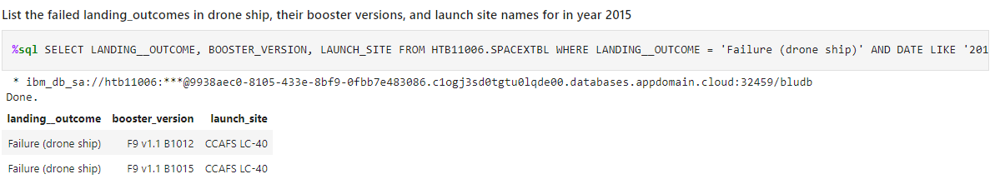 List the failed landing_outcomes in drone ship, their booster versions, and launch site names for in year 2015
%sql SELECT LANDING__OUTCOME, BOOSTER_VERSION, LAUNCH_SITE FROM HTB11006.SPACEXTBL WHERE LANDING__OUTCOME = 'Failure (drone ship)' AND DATE LIKE '201
* ibm_db_sa://htb11006:***@9938aec0-8105-433e-8bf9-0fbb7e483086.c1ogj3sd0tgtu0lqde00.databases.appdomain.cloud:32459/bludb
Done.
landing__outcome booster_version launch_site
Failure (drone ship) F9 v1.1 B1012 CCAFS LC-40
Failure (drone ship) F9 v1.1 B1015 CCAFS LC-40